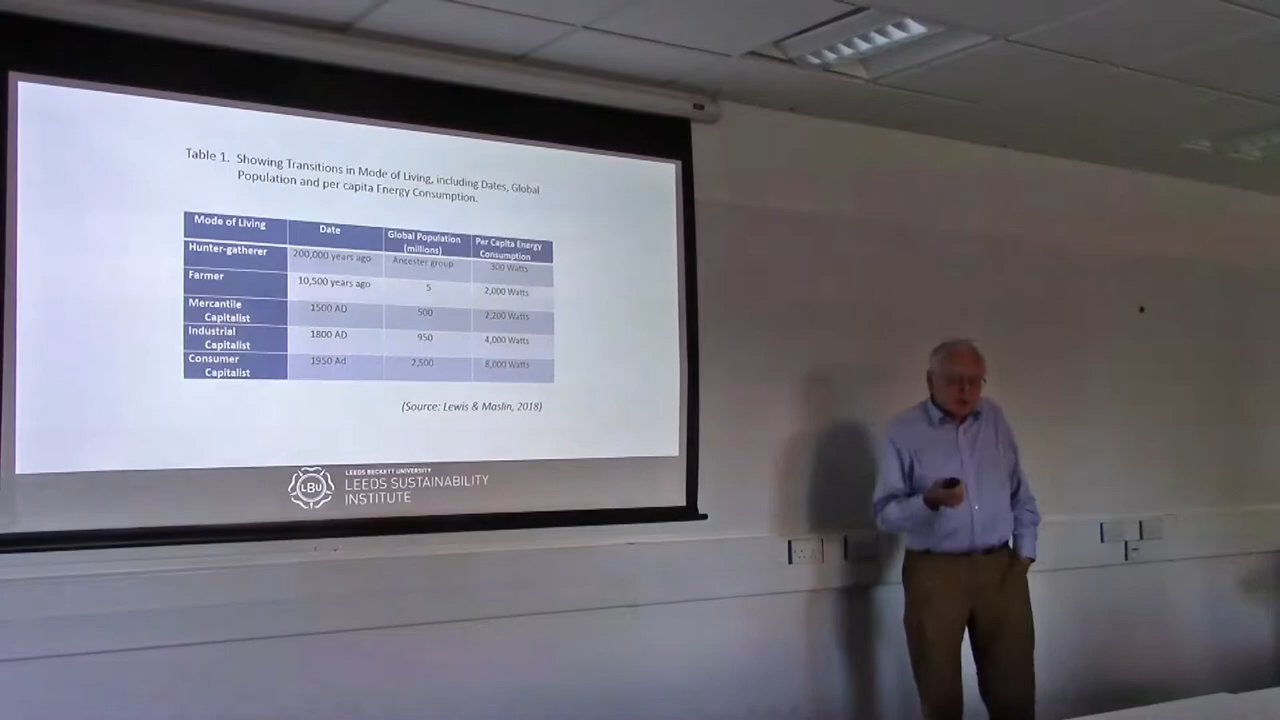 Table 1. Showing Transitions in Mode of Living, including Dates, Global
Population and per capita Energy Consumption.
Mode of Living Date Global Population (millions) Per Capita Energy Consumption
Hunter-gatherer 200,000 years ago Ancester group 300 Watts
Farmer 10,500 years ago 5 2,000 Watts
Mercantile Capitalist 1500 AD 500 2,200 Watts
Industrial Capitalist 1800 AD 950 4,000 Watts
Consumer Capitalist 1950 Ad 2,500 8,000 Watts
(Source: Lewis & Maslin, 2018)
LBU
LEEDS BECKETT UNIVERSITY
LEEDS SUSTAINABILITY
INSTITUTE